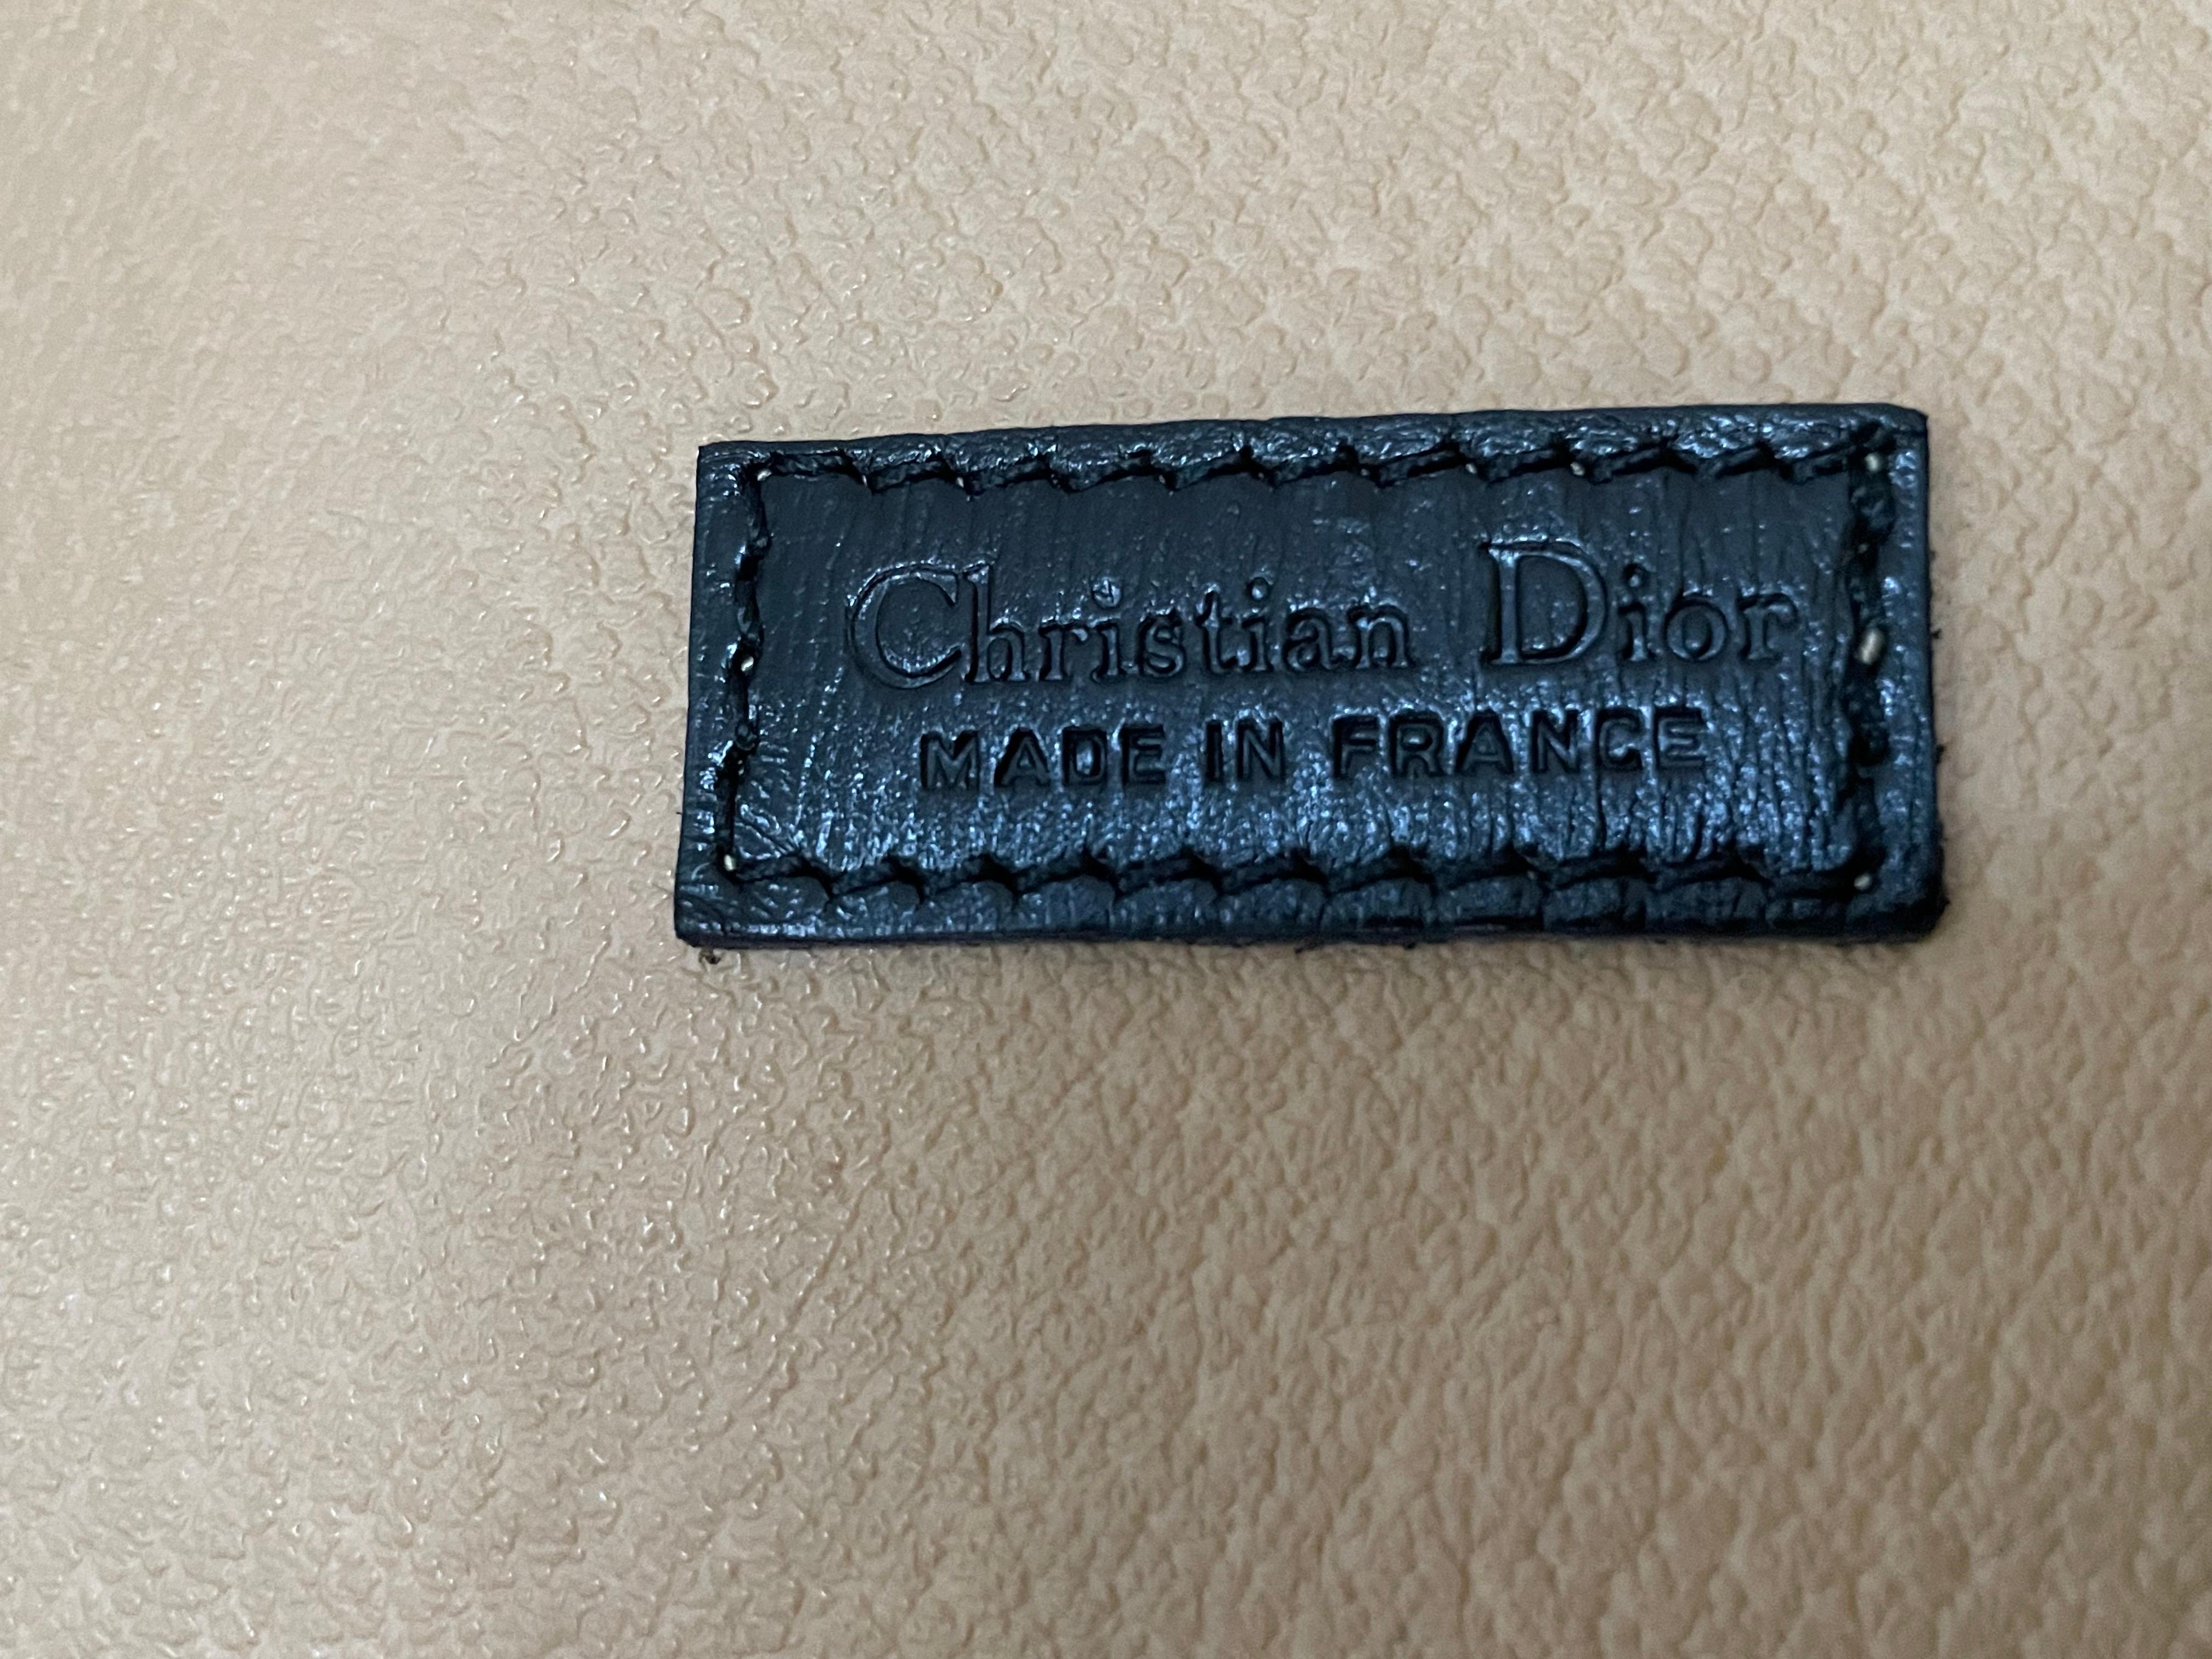 Christian Dior
MADE IN FRANCE